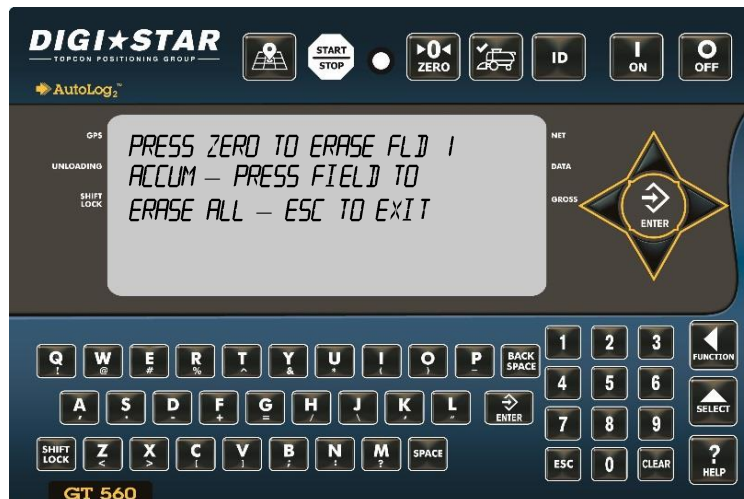 DIGI★STAR
TOPCON POSITIONING GROUP
AutoLog2™
START
STOP
0
ZERO
ID
I
ON
O
OFF
GPS
UNLOADING
SHIFT
LOCK
PRESS ZERO TO ERASE FLD 1
ACCUM – PRESS FIELD TO
ERASE ALL – ESC TO EXIT
NET
DATA
GROSS
ENTER
Q W E R T Y U I O P BACK SPACE
! @ # % ^ & * ( ) _
A S D F G H J K L ENTER
+ = /
SHIFT LOCK Z X C V B N M SPACE
< > [ ] ; : ?
1 2 3
4 5 6
7 8 9
ESC 0 CLEAR
FUNCTION
SELECT
?
HELP
GT 560